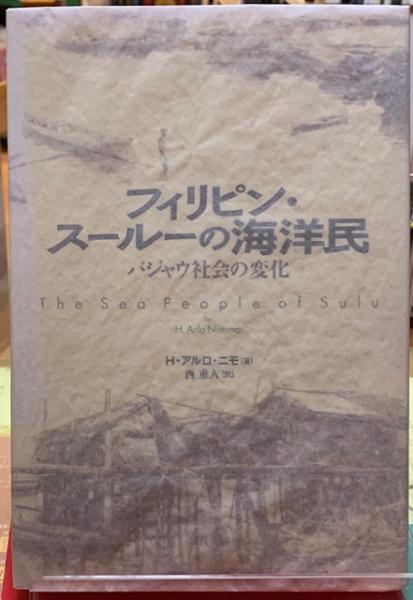 フィリピン・
スールーの海洋民
バジャウ社会の変化
The Sea People of Sulu
by
H. Arlo Nimmo
H・アルロ・ニモ[著]
西 重人[訳]